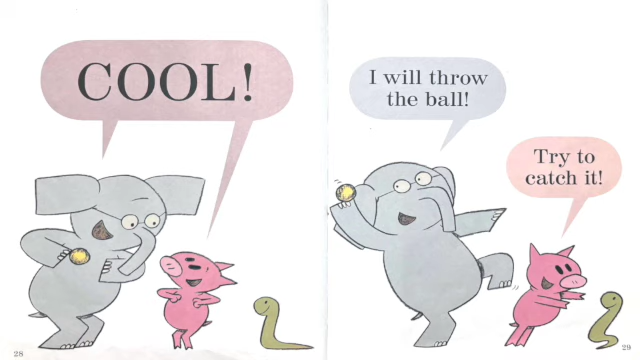 COOL!
I will throw
the ball!
Try to
catch it!
28
29